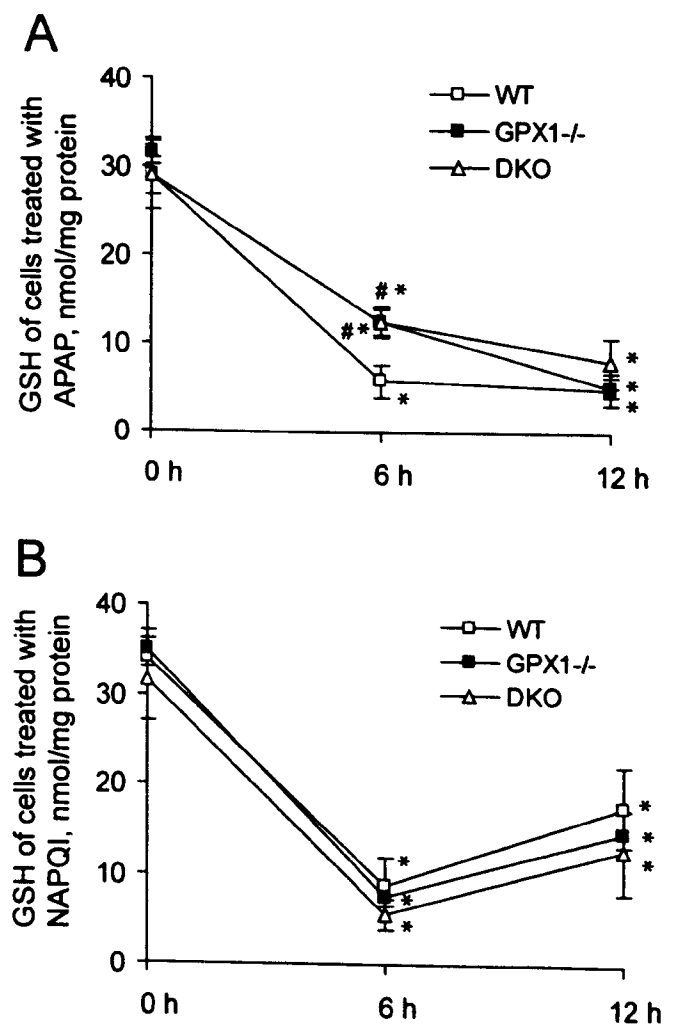 A
GSH of cells treated with
APAP, nmol/mg protein
40
30
20
10
0
WT
GPX1-/-
DKO
# *
# *
*
*
*
*
0 h
6 h
12 h
B
GSH of cells treated with
NAPQI, nmol/mg protein
40
30
20
10
0
WT
GPX1-/-
DKO
*
*
*
*
*
*
0 h
6 h
12 h